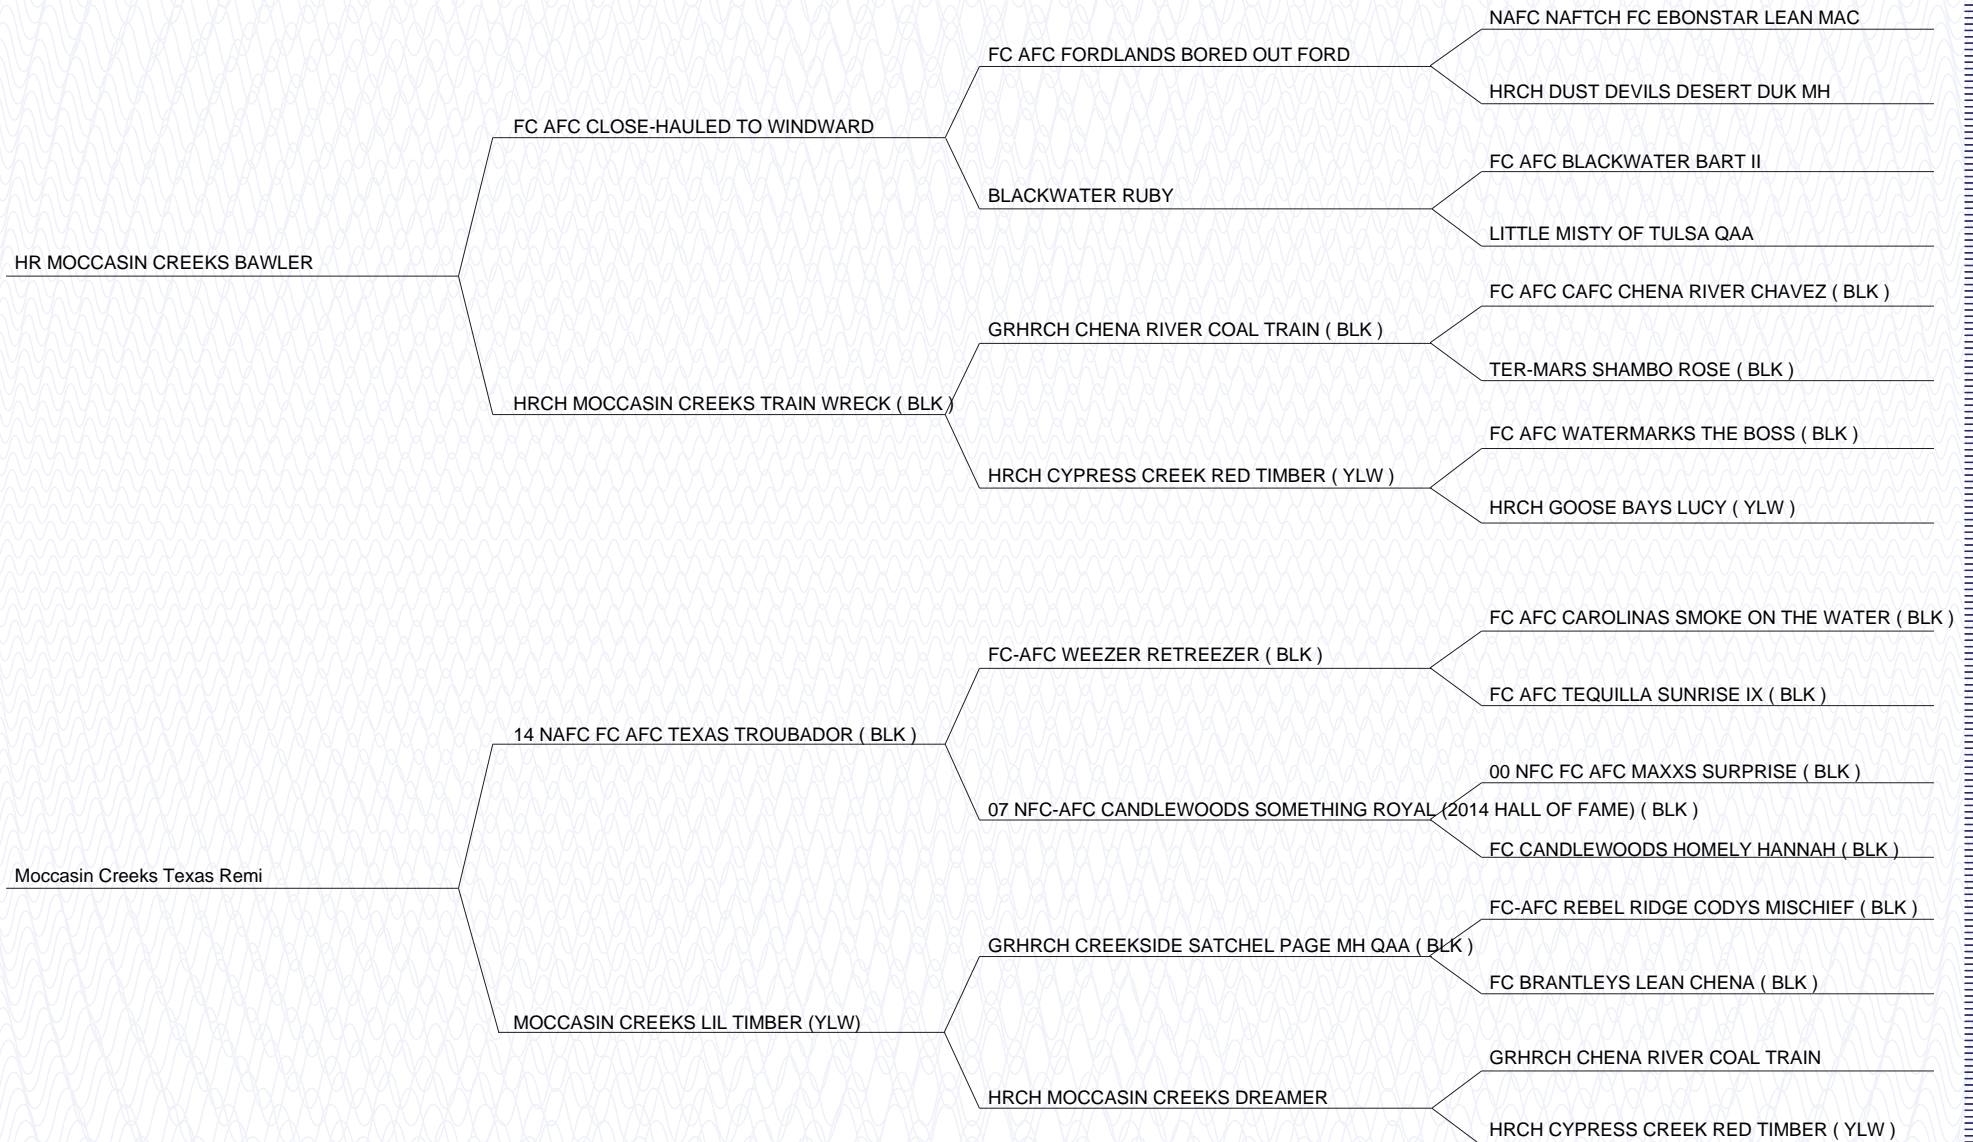 NAFC NAFTCH FC EBONSTAR LEAN MAC
FC AFC FORDLANDS BORED OUT FORD
HRCH DUST DEVILS DESERT DUK MH
FC AFC CLOSE-HAULED TO WINDWARD
FC AFC BLACKWATER BART II
BLACKWATER RUBY
LITTLE MISTY OF TULSA QAA
HR MOCCASIN CREEKS BAWLER
FC AFC CAFC CHENA RIVER CHAVEZ ( BLK )
GRHRCH CHENA RIVER COAL TRAIN ( BLK )
TER-MARS SHAMBO ROSE ( BLK )
HRCH MOCCASIN CREEKS TRAIN WRECK ( BLK )
FC AFC WATERMARKS THE BOSS ( BLK )
HRCH CYPRESS CREEK RED TIMBER ( YLW )
HRCH GOOSE BAYS LUCY ( YLW )
FC AFC CAROLINAS SMOKE ON THE WATER ( BLK )
FC-AFC WEEZER RETREEZER ( BLK )
FC AFC TEQUILLA SUNRISE IX ( BLK )
14 NAFC FC AFC TEXAS TROUBADOR ( BLK )
00 NFC FC AFC MAXXS SURPRISE ( BLK )
07 NFC-AFC CANDLEWOODS SOMETHING ROYAL (2014 HALL OF FAME) ( BLK )
FC CANDLEWOODS HOMELY HANNAH ( BLK )
Moccasin Creeks Texas Remi
FC-AFC REBEL RIDGE CODYS MISCHIEF ( BLK )
GRHRCH CREEKSIDE SATCHEL PAGE MH QAA ( BLK )
FC BRANTLEYS LEAN CHENA ( BLK )
MOCCASIN CREEKS LIL TIMBER (YLW)
GRHRCH CHENA RIVER COAL TRAIN
HRCH MOCCASIN CREEKS DREAMER
HRCH CYPRESS CREEK RED TIMBER ( YLW )